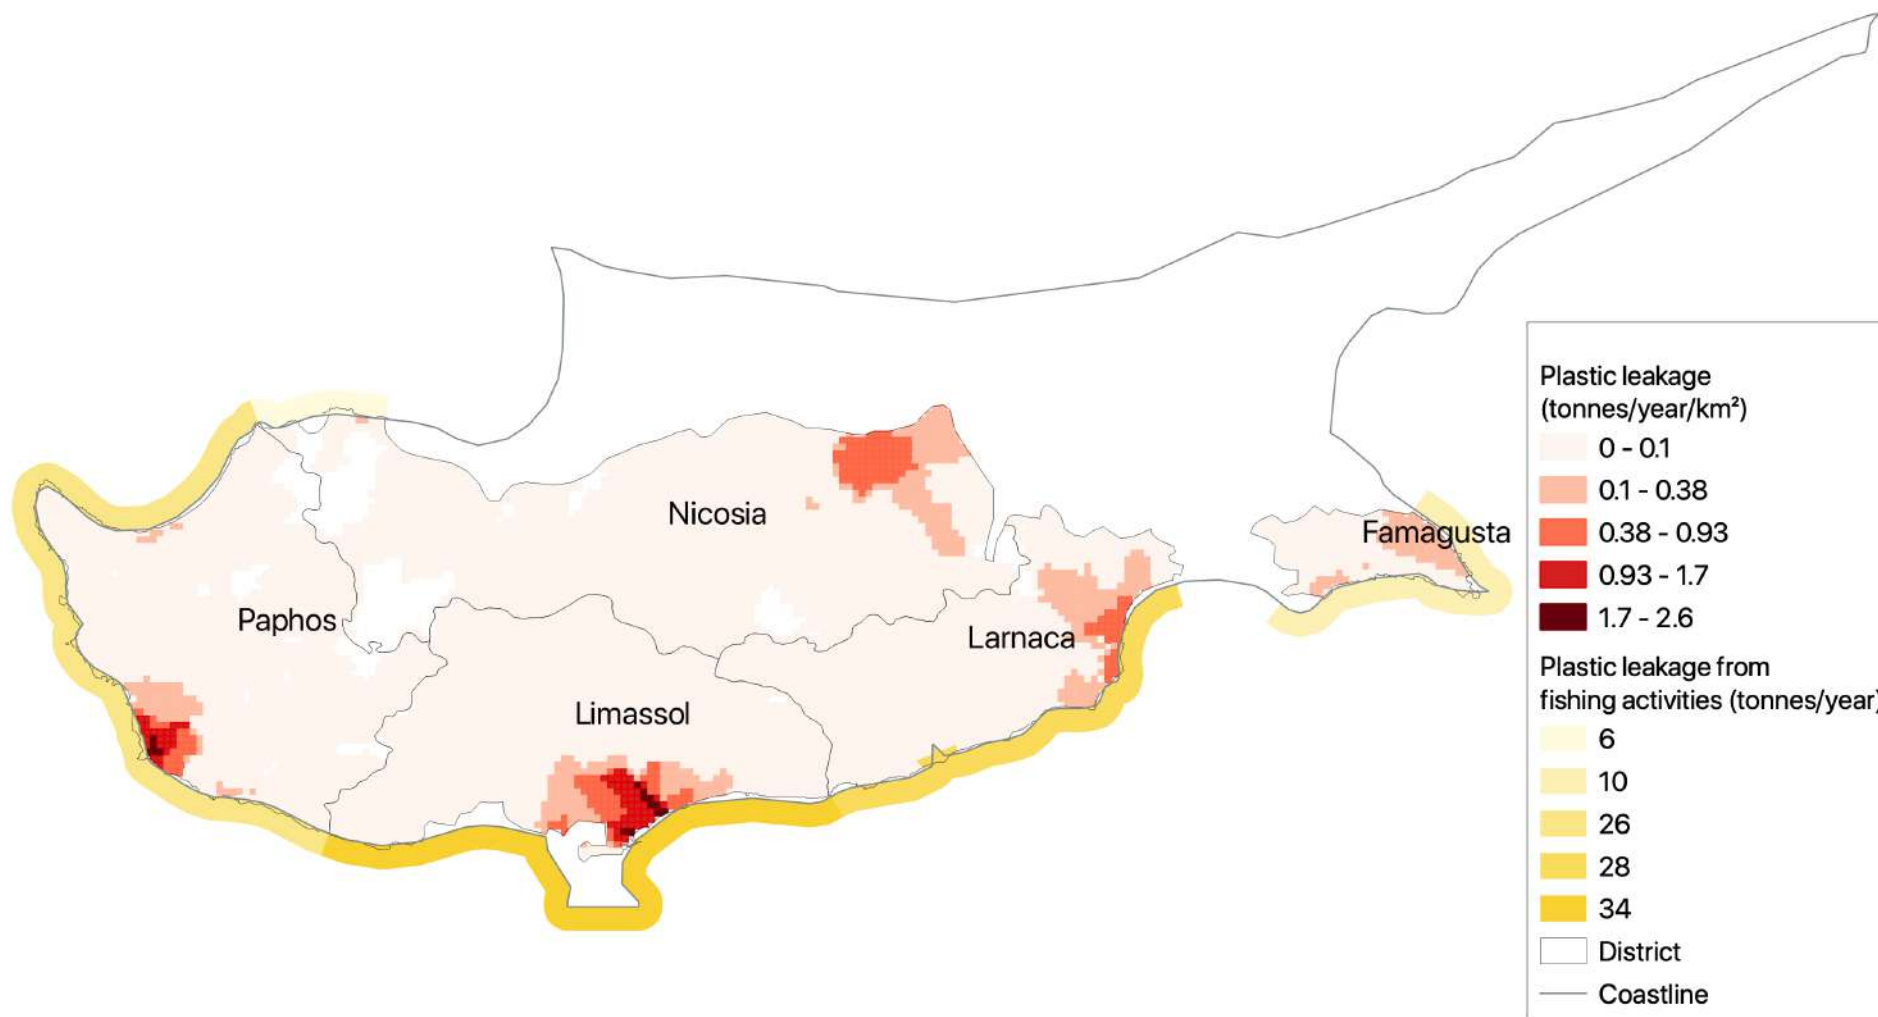 Nicosia
Famagusta
Paphos
Larnaca
Limassol
Plastic leakage
(tonnes/year/km²)
0 - 0.1
0.1 - 0.38
0.38 - 0.93
0.93 - 1.7
1.7 - 2.6
Plastic leakage from
fishing activities (tonnes/year)
6
10
26
28
34
District
Coastline